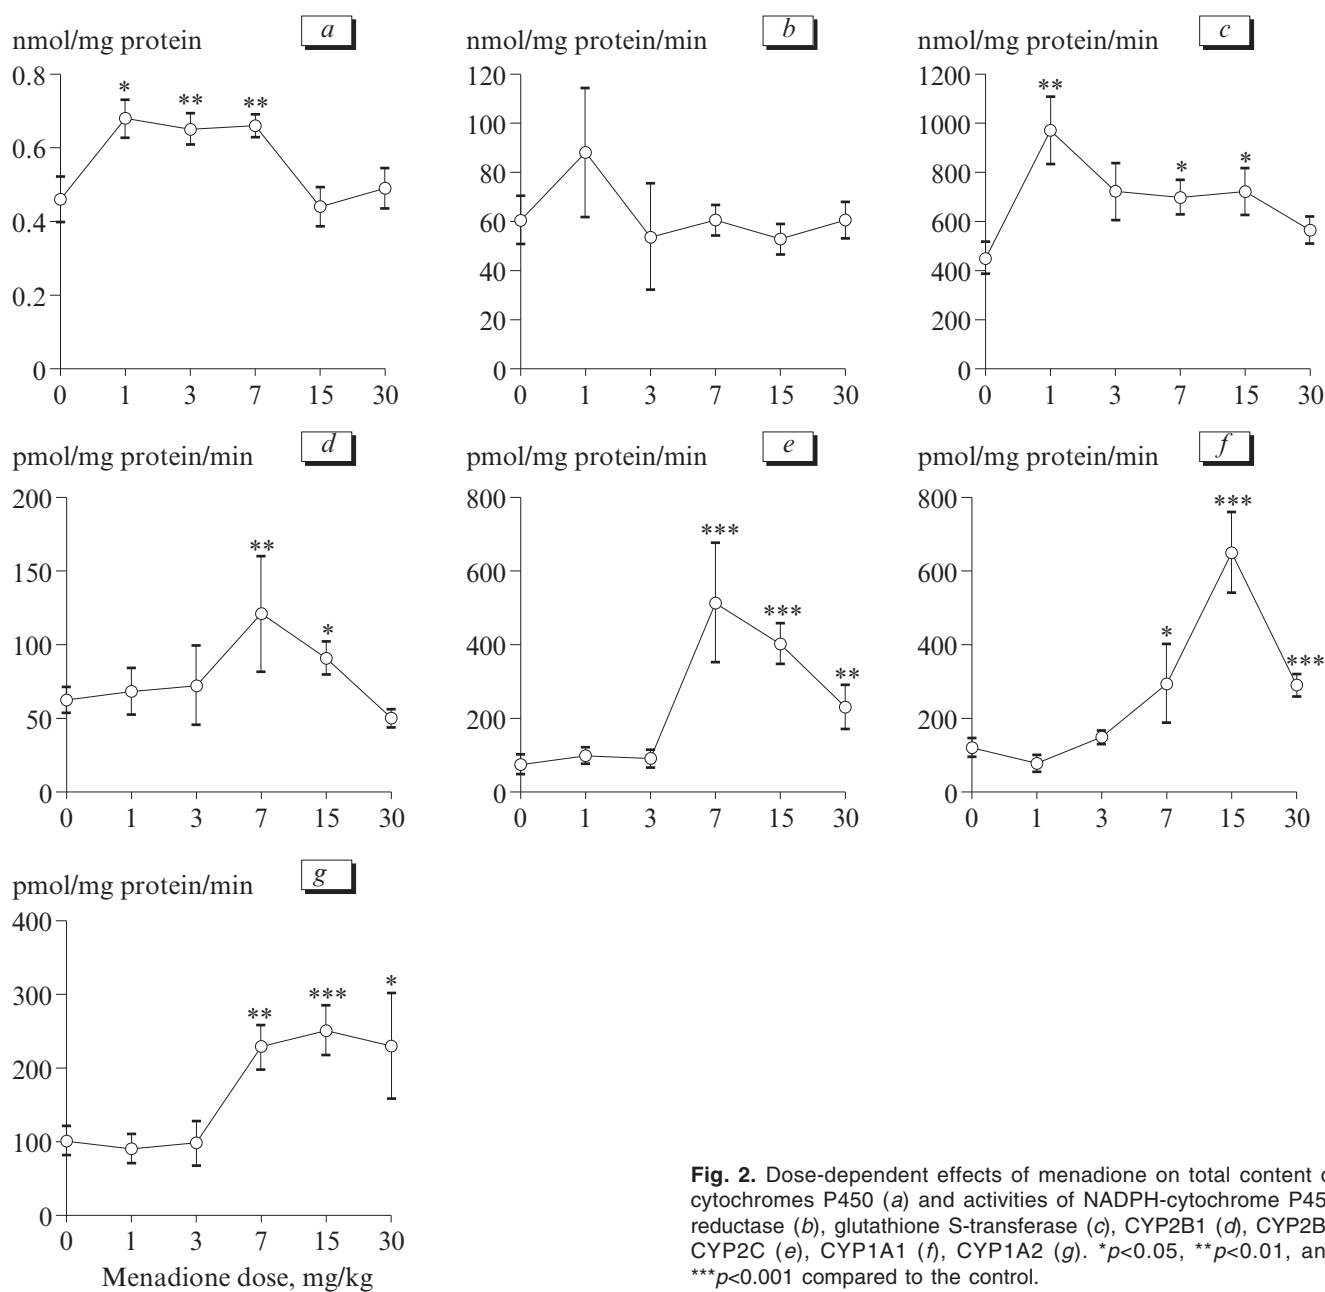 a
nmol/mg protein
0.8
0.6
0.4
0.2
0
* ** **
0 1 3 7 15 30
b
nmol/mg protein/min
120
100
80
60
40
20
0
0 1 3 7 15 30
c
nmol/mg protein/min
1200
1000
800
600
400
200
0
** * *
0 1 3 7 15 30
d
pmol/mg protein/min
200
150
100
50
0
** *
0 1 3 7 15 30
e
pmol/mg protein/min
800
600
400
200
0
*** *** **
0 1 3 7 15 30
f
pmol/mg protein/min
800
600
400
200
0
* *** ***
0 1 3 7 15 30
g
pmol/mg protein/min
400
300
200
100
0
** *** *
0 1 3 7 15 30
Menadione dose, mg/kg
Fig. 2. Dose-dependent effects of menadione on total content
cytochromes P450 (a) and activities of NADPH-cytochrome
reductase (b), glutathione S-transferase (c), CYP2B1 (d),
CYP2C (e), CYP1A1 (f), CYP1A2 (g). *p<0.05, **p<0.01,
***p<0.001 compared to the control.